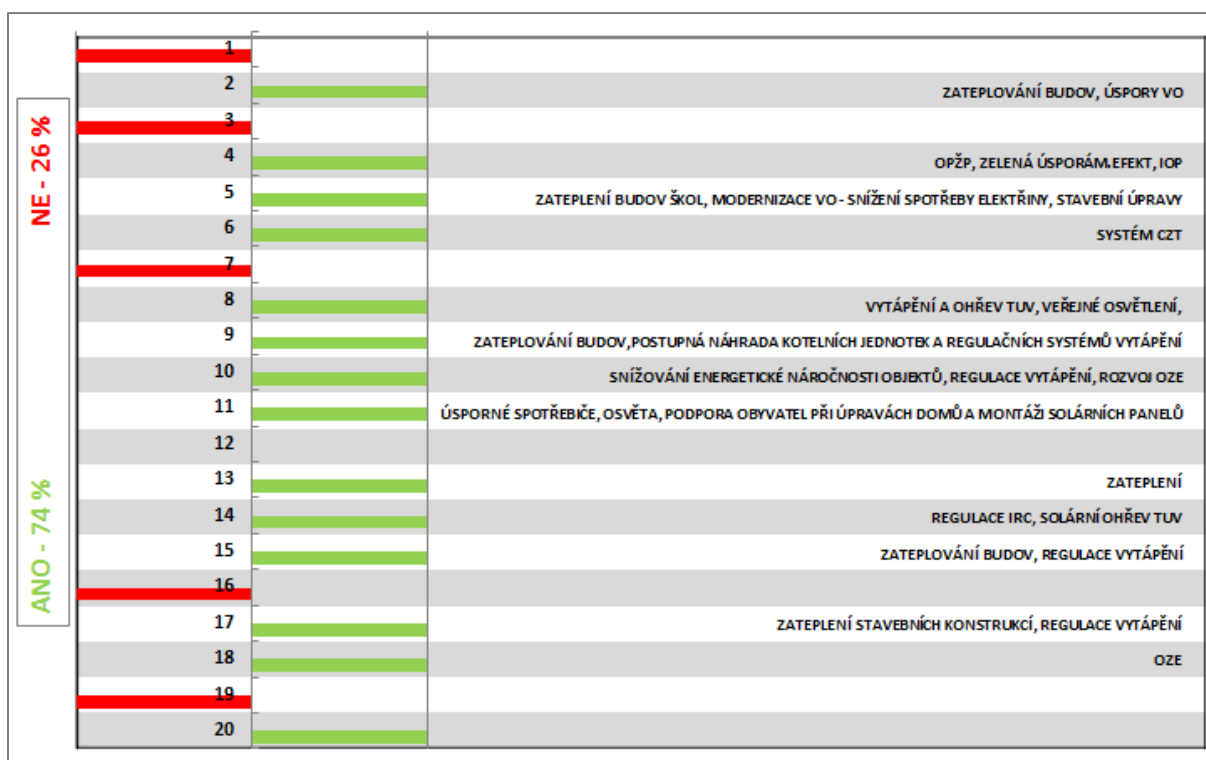 NE - 26 %
ANO - 74 %
1
2 ZATEPLOVÁNÍ BUDOV, ÚSPORY VO
3
4 OPŽP, ZELENÁ ÚSPORÁM.EFEKT, IOP
5 ZATEPLENÍ BUDOV ŠKOL, MODERNIZACE VO - SNÍŽENÍ SPOTŘEBY ELEKTŘINY, STAVEBNÍ ÚPRAVY
6 SYSTÉM CZT
7
8 VYTÁPĚNÍ A OHŘEV TUV, VEŘEJNÉ OSVĚTLENÍ,
9 ZATEPLOVÁNÍ BUDOV,POSTUPNÁ NÁHRADA KOTELNÍCH JEDNOTEK A REGULAČNÍCH SYSTÉMŮ VYTÁPĚNÍ
10 SNÍŽOVÁNÍ ENERGETICKÉ NÁROČNOSTI OBJEKTŮ, REGULACE VYTÁPĚNÍ, ROZVOJ OZE
11 ÚSPORNÉ SPOTŘEBIČE, OSVĚTA, PODPORA OBYVATEL PŘI ÚPRAVÁCH DOMŮ A MONTÁŽI SOLÁRNÍCH PANELŮ
12
13 ZATEPLENÍ
14 REGULACE IRC, SOLÁRNÍ OHŘEV TUV
15 ZATEPLOVÁNÍ BUDOV, REGULACE VYTÁPĚNÍ
16
17 ZATEPLENÍ STAVEBNÍCH KONSTRUKCÍ, REGULACE VYTÁPĚNÍ
18 OZE
19
20